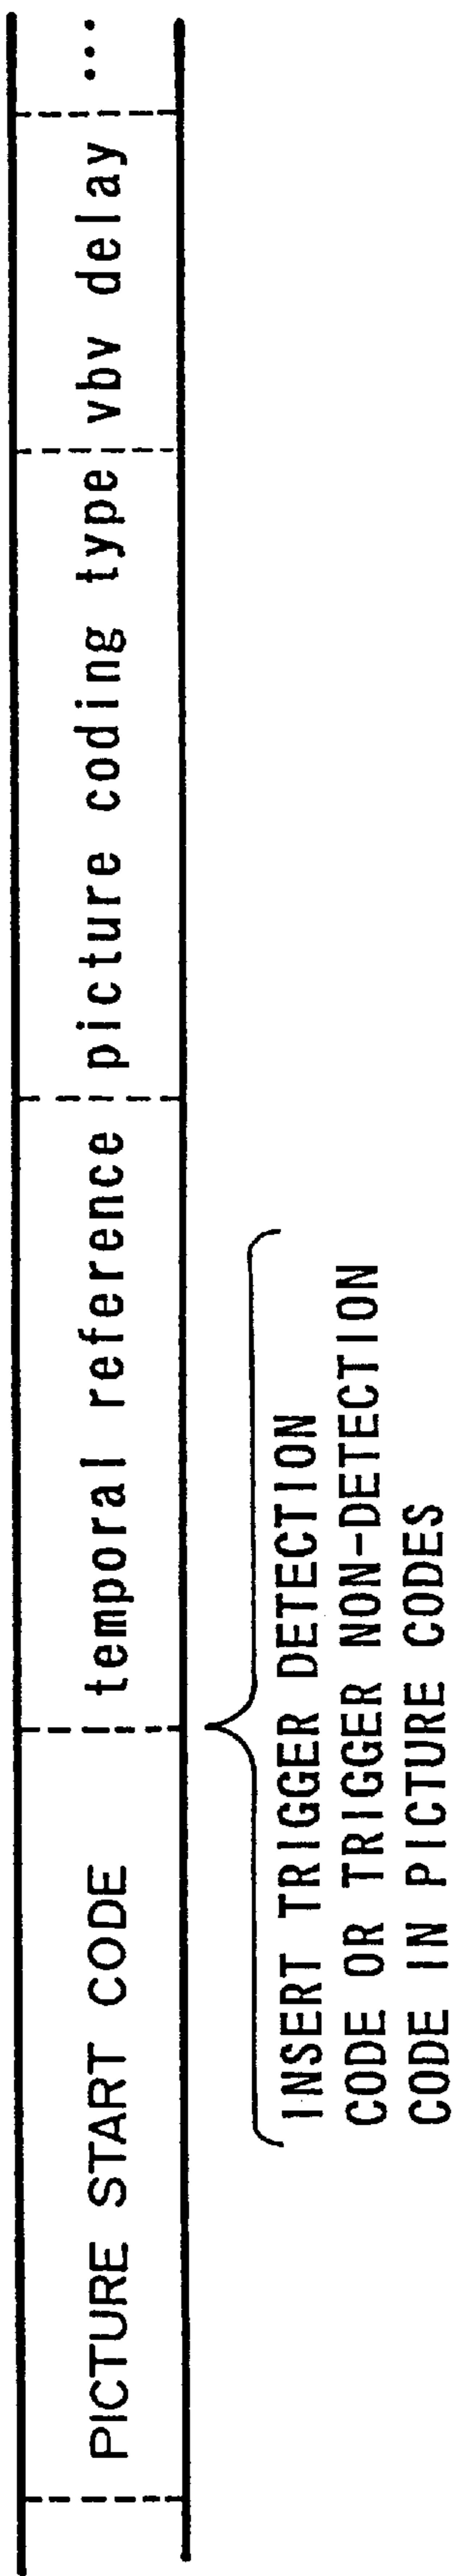 PICTURE START CODE temporal reference picture coding type vbv delay ...
INSERT TRIGGER DETECTION
CODE OR TRIGGER NON-DETECTION
CODE IN PICTURE CODES